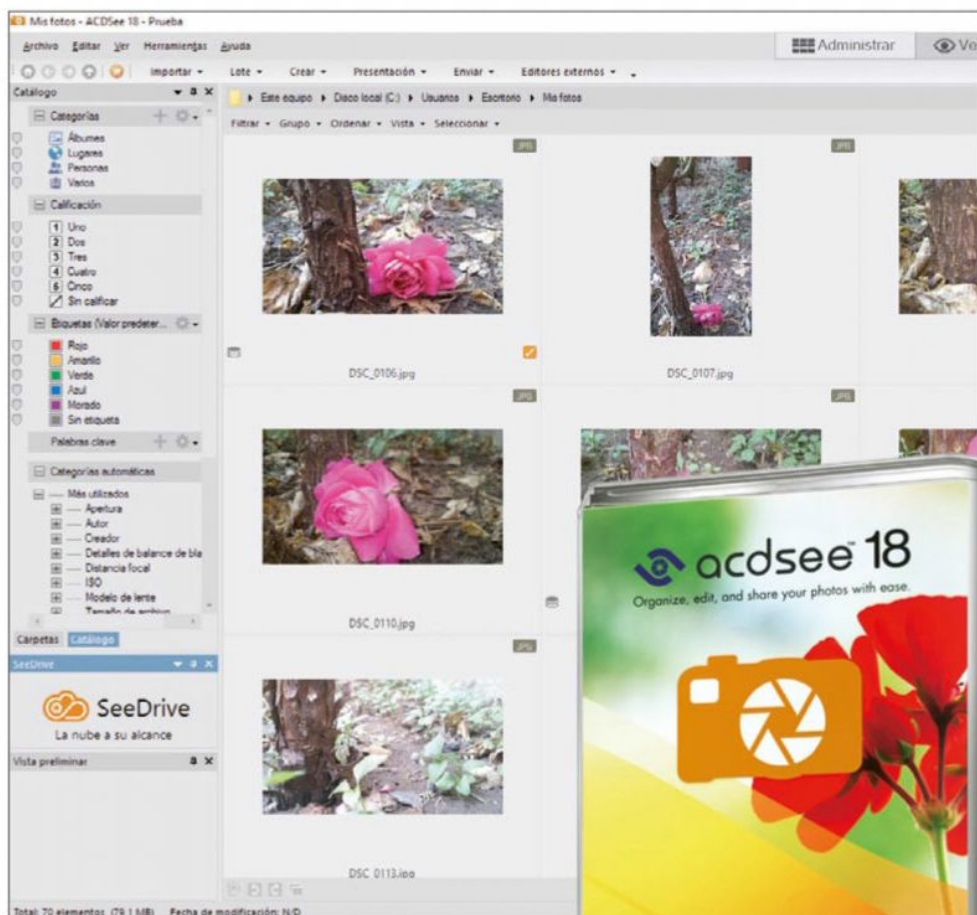 Mis fotos - ACDSee 18 - Prueba
Archivo Editar Ver Herramientas Ayuda
Administrar
Importar Lote Crear Presentación Enviar Editores externos
Catálogo
Este equipo Disco local (C:) Usuarios Escritorio Mis fotos
Categorías
Filtrar Grupo Ordenar Vista Seleccionar
Álbumes
Lugares
Personas
Varios
Calificación
1 Uno
2 Dos
3 Tres
4 Cuatro
5 Cinco
Sin calificar
Etiquetas (Valor predeter...
Rojo
Amarillo
Verde
Azul
Morado
Sin etiqueta
Palabras clave
Categorías automáticas
Más utilizados
Apertura
Autor
Creador
Detalles de balance de bla
Distancia focal
ISO
Modelo de lente
Tamaño de archivo
Carpetas Catálogo
SeeDrive
SeeDrive
La nube a su alcance
Vista preliminar
Total: 70 elementos (79.1 MB) Fecha de modificación: N/D
JPG
JPG
DSC_0106.jpg
DSC_0107.jpg
JPG
JPG
DSC_0110.jpg
JPG
DSC_0113.jpg
acdsee™ 18
Organize, edit, and share your photos with ease.